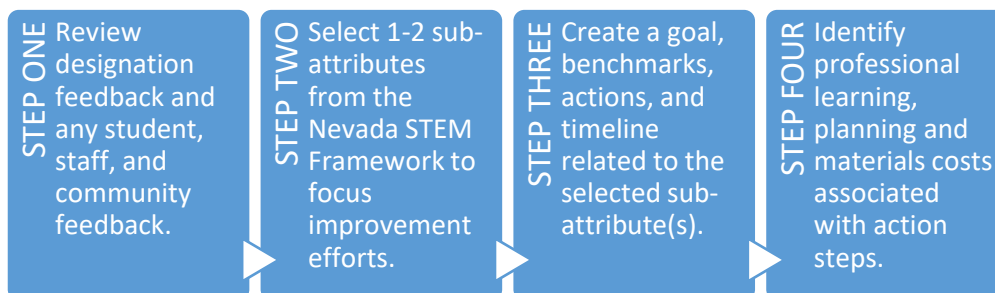 STEP ONE
Review
designation
feedback and
any student,
staff, and
community
feedback.
STEP TWO
Select 1-2 sub-
attributes
from the
Nevada STEM
Framework to
focus
improvement
efforts.
STEP THREE
Create a goal,
benchmarks,
actions, and
timeline
related to the
selected sub-
attribute(s).
STEP FOUR
Identify
professional
learning,
planning and
materials costs
associated
with action
steps.